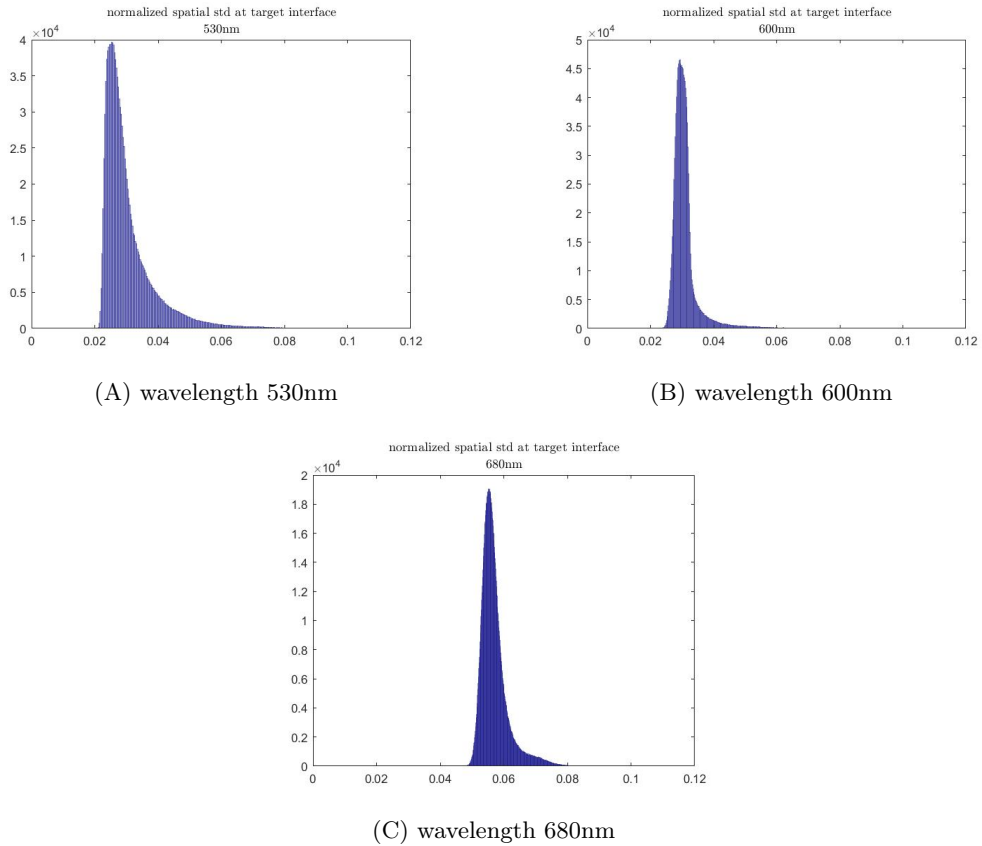 normalized spatial std at target interface
530nm
×10⁴
4
3.5
3
2.5
2
1.5
1
0.5
0
0 0.02 0.04 0.06 0.08 0.1 0.12
(A) wavelength 530nm
normalized spatial std at target interface
600nm
×10⁴
5
4.5
4
3.5
3
2.5
2
1.5
1
0.5
0
0 0.02 0.04 0.06 0.08 0.1 0.12
(B) wavelength 600nm
normalized spatial std at target interface
680nm
×10⁴
2
1.8
1.6
1.4
1.2
1
0.8
0.6
0.4
0.2
0
0 0.02 0.04 0.06 0.08 0.1 0.12
(C) wavelength 680nm